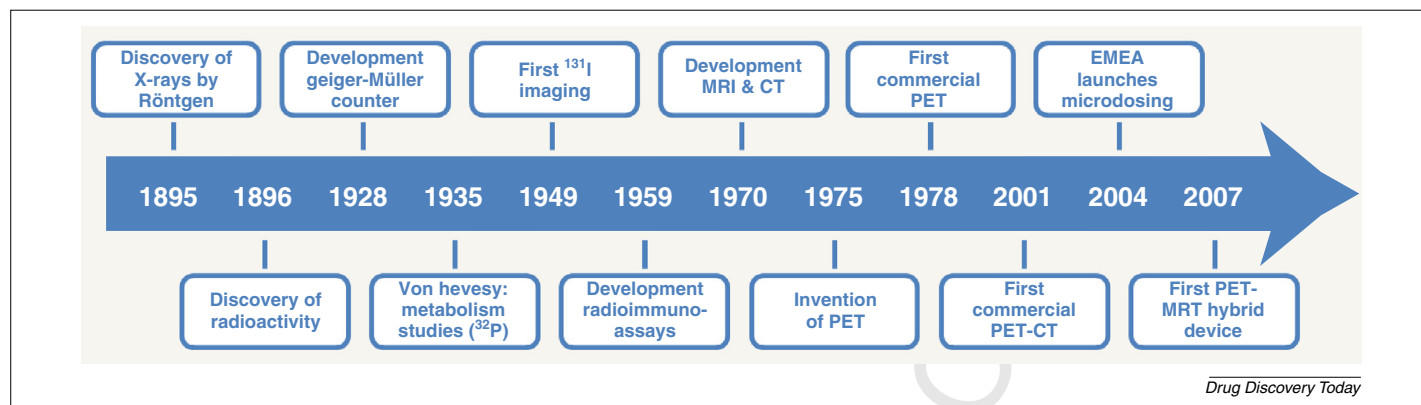 Discovery of
X-rays by
Röntgen
Development
geiger-Müller
counter
First ¹³¹I
imaging
Development
MRI & CT
First
commercial
PET
EMEA
launches
microdosing
1895 1896 1928 1935 1949 1959 1970 1975 1978 2001 2004 2007
Discovery of
radioactivity
Von hevesy:
metabolism
studies (³²P)
Development
radioimmuno-
assays
Invention
of PET
First
commercial
PET-CT
First PET-
MRT hybrid
device
Drug Discovery Today